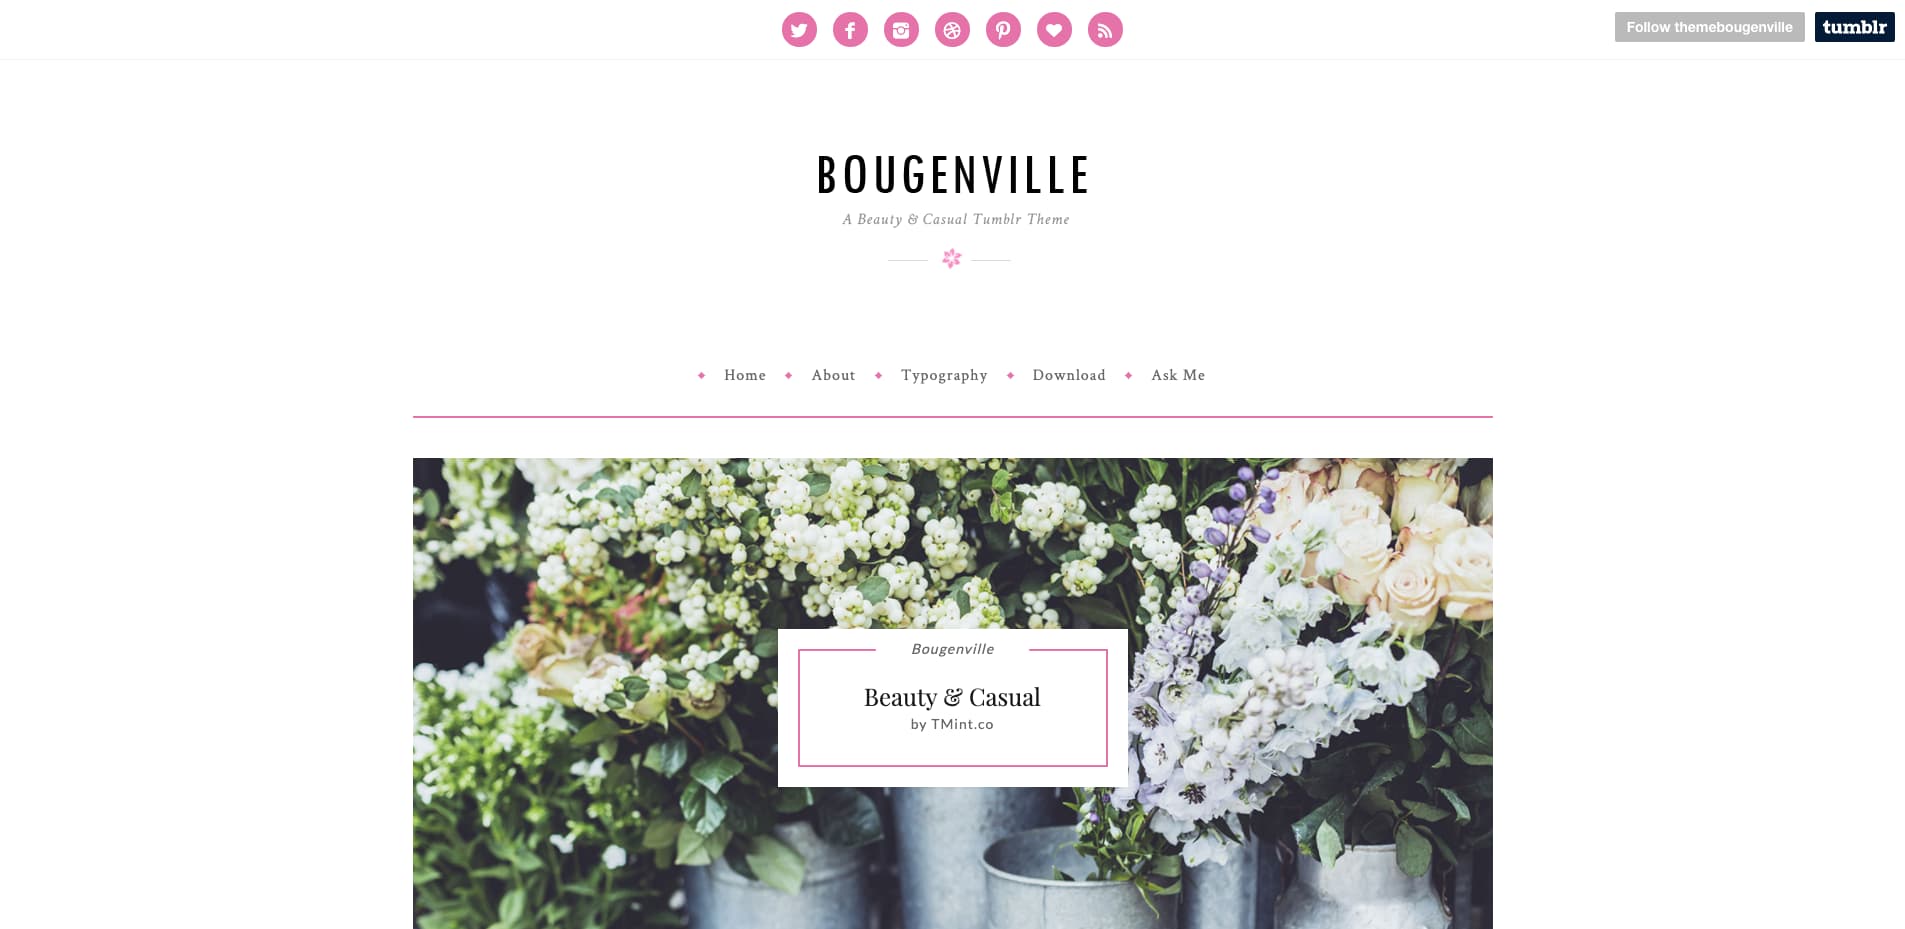 Follow themebougenville
tumblr
BOUGENVILLE
A Beauty & Casual Tumblr Theme
Home About Typography Download Ask Me
Bougenville
Beauty & Casual
by TMint.co